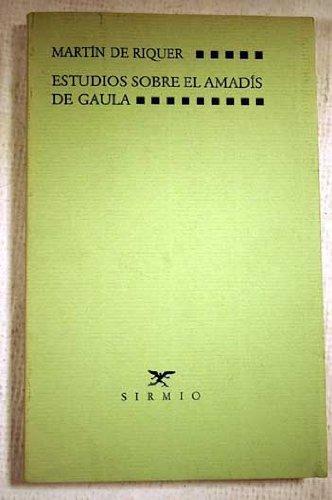 MARTÍN DE RIQUER
ESTUDIOS SOBRE EL AMADÍS
DE GAULA
SIRMIO